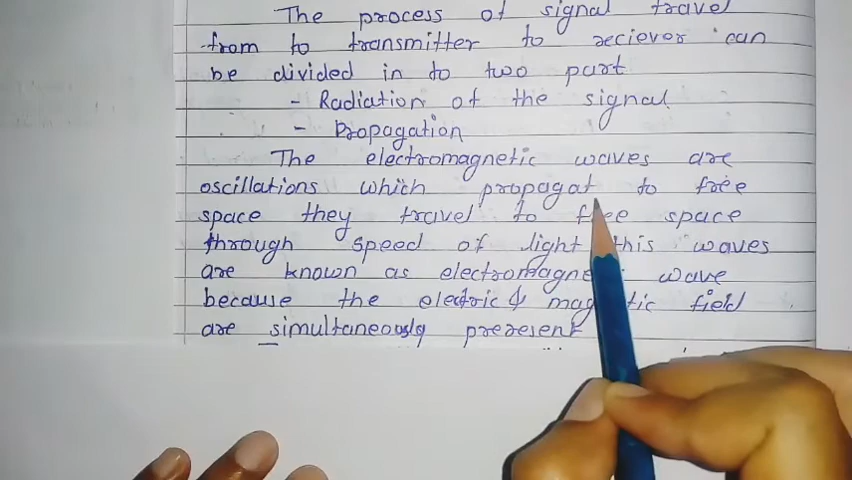 The process of signal travel
from to transmitter to reciever can
be divided in to two part
- Radiation of the signal
- Propagation
The electromagnetic waves are
oscillations which propagat to free
space they travel to free space
through speed of light this waves
are known as electromagne wave
because the electric & magnetic field
are simultaneously preresent